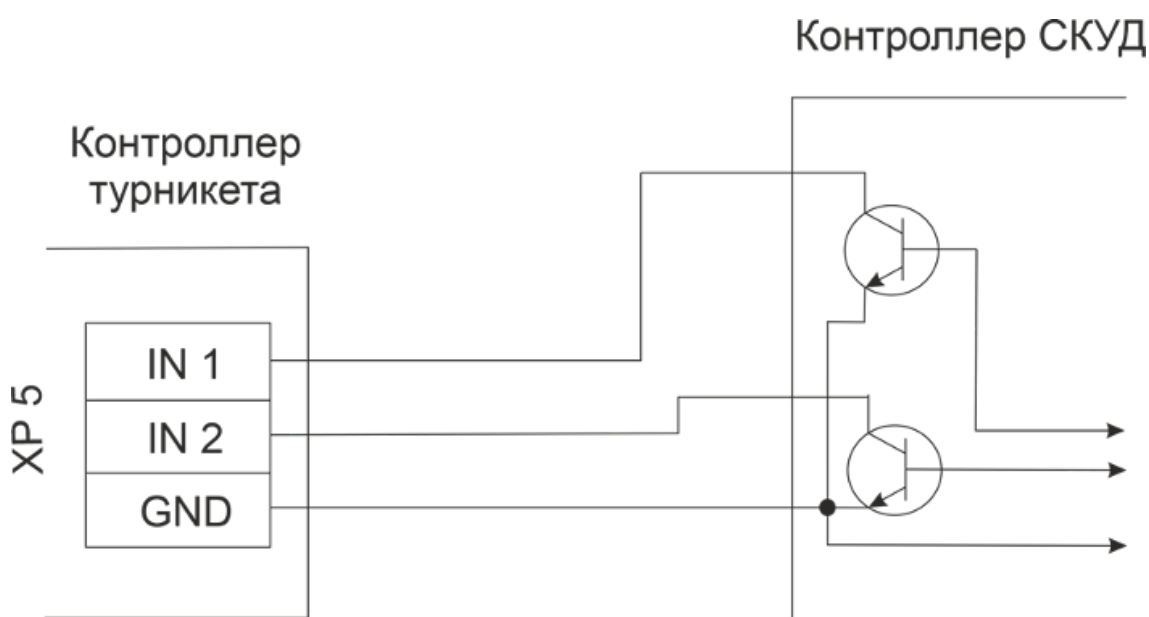 Контроллер СКУД
Контроллер
турникета
XP 5
IN 1
IN 2
GND